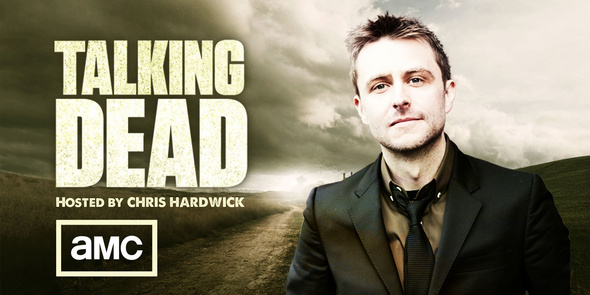 TALKING
DEAD
HOSTED BY CHRIS HARDWICK
aMC